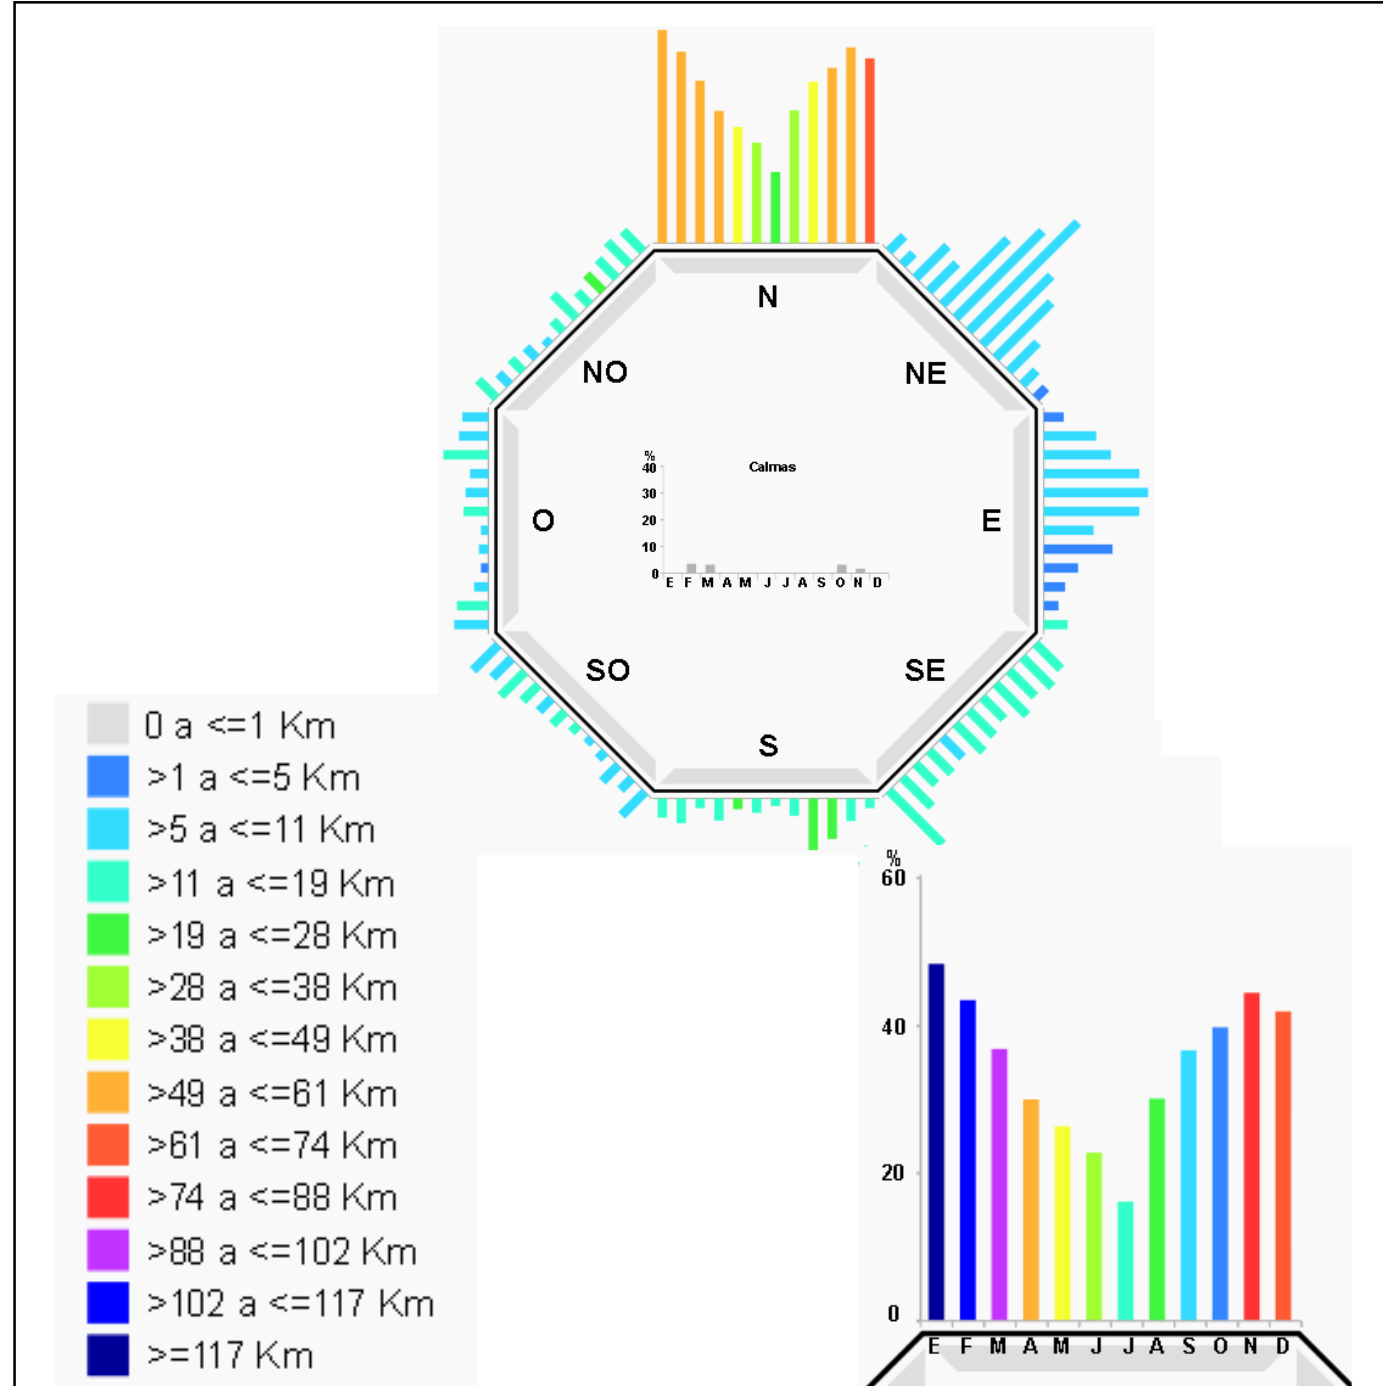 N
NO
NE
%
40
Calmas
30
20
10
0
E F M A M J J A S O N D
O
E
SO
SE
S
0 a <=1 Km
>1 a <=5 Km
>5 a <=11 Km
>11 a <=19 Km
>19 a <=28 Km
>28 a <=38 Km
>38 a <=49 Km
>49 a <=61 Km
>61 a <=74 Km
>74 a <=88 Km
>88 a <=102 Km
>102 a <=117 Km
>=117 Km
%
60
40
20
0
E F M A M J J A S O N D